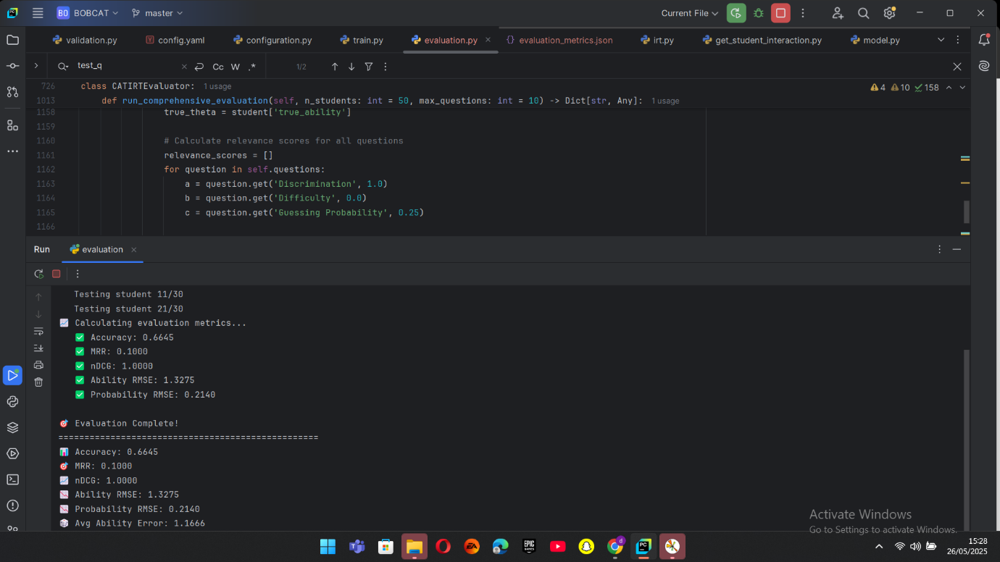 BO BOBCAT master Current File
validation.py config.yaml configuration.py train.py evaluation.py evaluation_metrics.json irt.py get_student_interaction.py model.py
test_q Cc W .* 1/2
726 class CATIRTEvaluator: 1 usage 4 10 158
1013 def run_comprehensive_evaluation(self, n_students: int = 50, max_questions: int = 10) -> Dict[str, Any]: 1 usage
1158 true_theta = student['true_ability']
1159
1160 # Calculate relevance scores for all questions
1161 relevance_scores = []
1162 for question in self.questions:
1163 a = question.get('Discrimination', 1.0)
1164 b = question.get('Difficulty', 0.0)
1165 c = question.get('Guessing Probability', 0.25)
1166
Run evaluation
Testing student 11/30
Testing student 21/30
Calculating evaluation metrics...
Accuracy: 0.6645
MRR: 0.1000
nDCG: 1.0000
Ability RMSE: 1.3275
Probability RMSE: 0.2140
Evaluation Complete!
==================================================
Accuracy: 0.6645
MRR: 0.1000
nDCG: 1.0000
Ability RMSE: 1.3275
Probability RMSE: 0.2140
Avg Ability Error: 1.1666
Activate Windows
Go to Settings to activate Windows.
EA EPIC GAMES d PC
15:28
26/05/2025